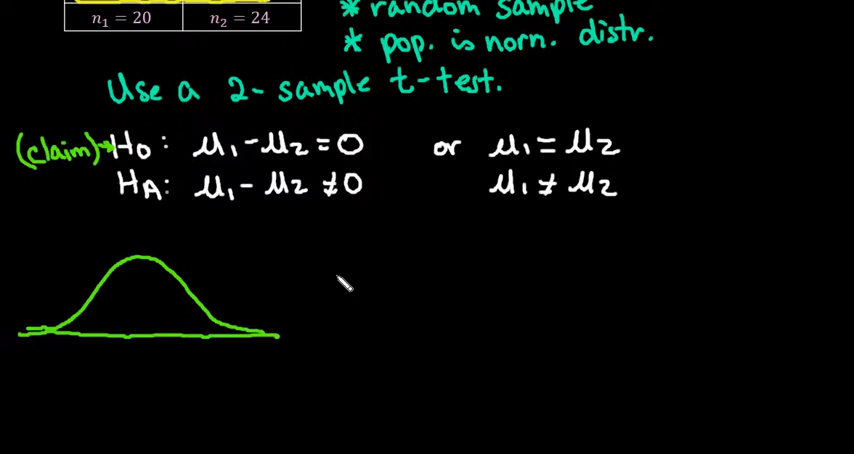 * random sample
n₁ = 20 n₂ = 24
* pop. is norm. distr.
Use a 2-sample t-test.
(claim)→ H₀: μ₁-μ₂=0 or μ₁=μ₂
H_A: μ₁-μ₂≠0 μ₁≠μ₂